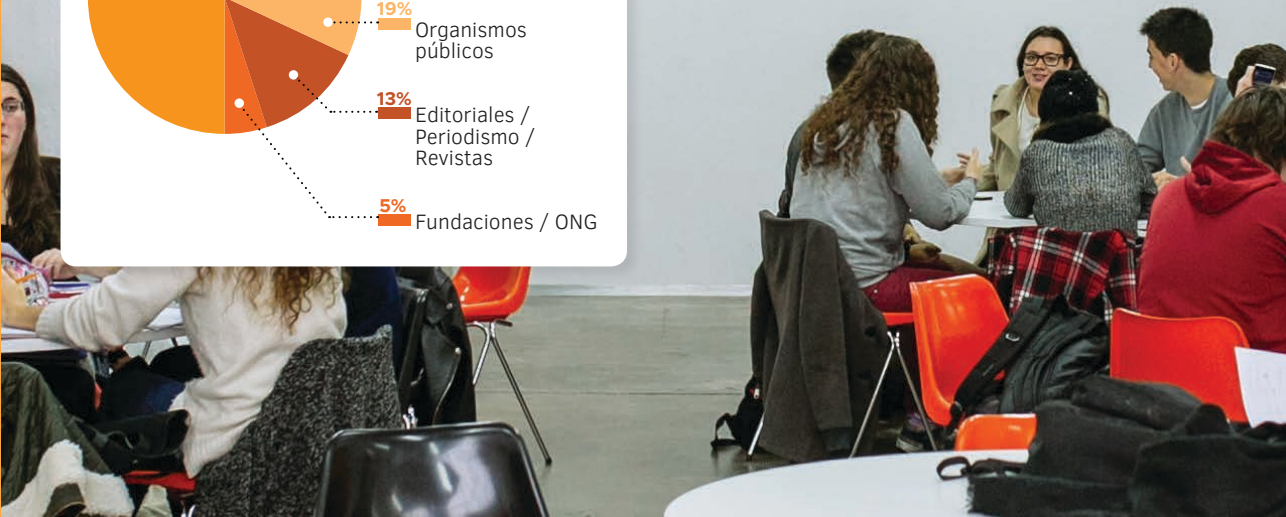 19%
Organismos
públicos
13%
Editoriales /
Periodismo /
Revistas
5%
Fundaciones / ONG